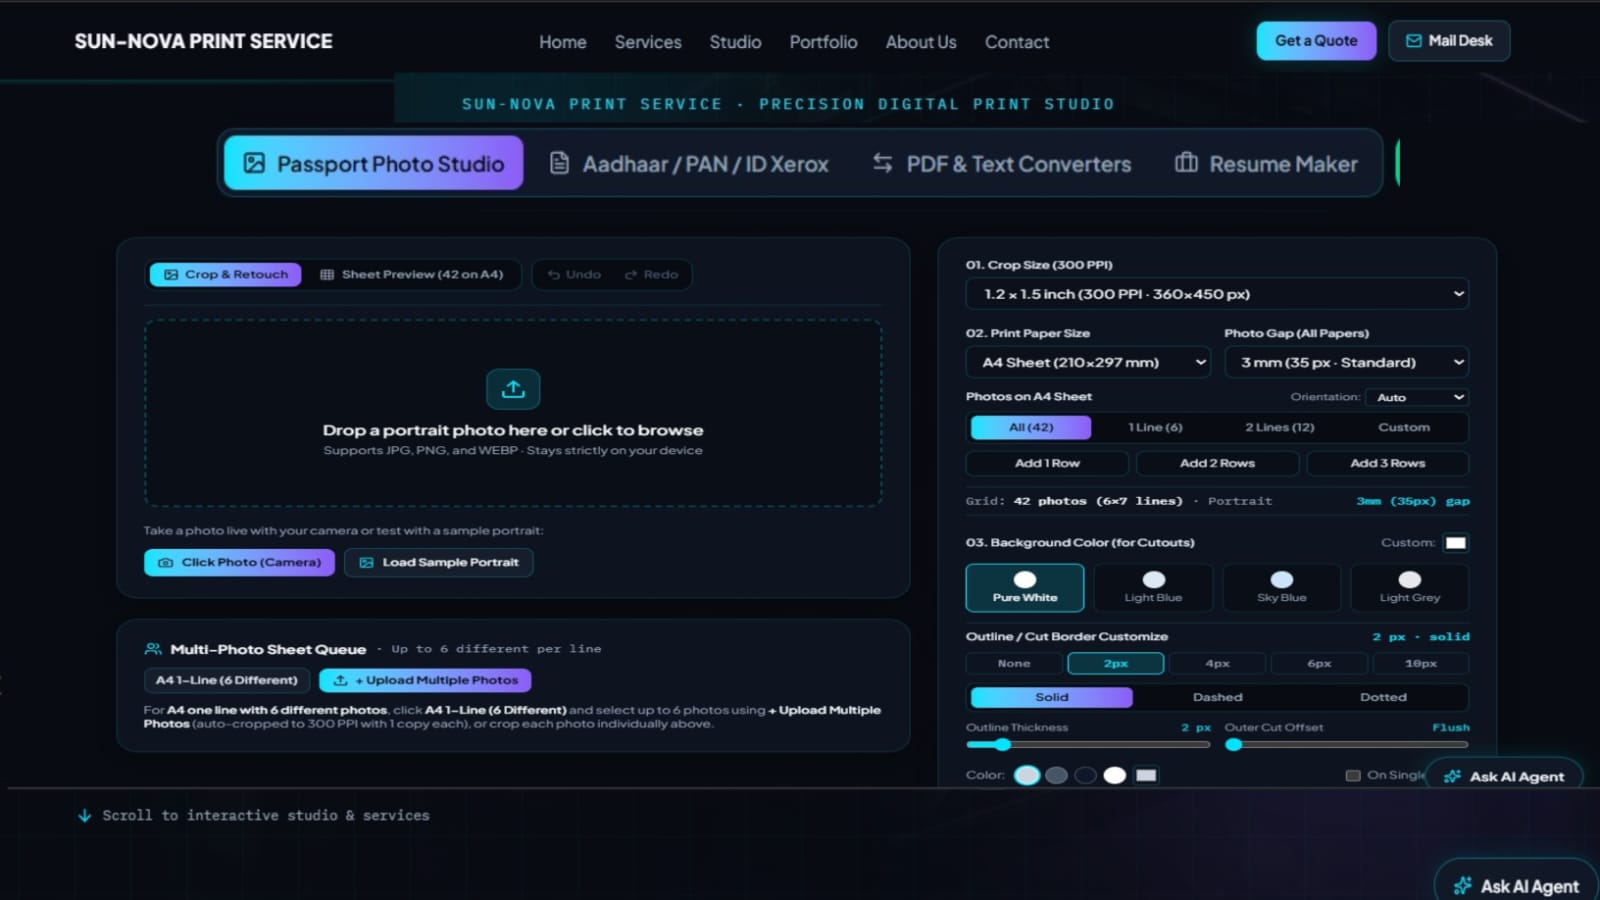 SUN-NOVA PRINT SERVICE
Home Services Studio Portfolio About Us Contact
Get a Quote
Mail Desk
SUN-NOVA PRINT SERVICE · PRECISION DIGITAL PRINT STUDIO
Passport Photo Studio
Aadhaar / PAN / ID Xerox
PDF & Text Converters
Resume Maker
Crop & Retouch
Sheet Preview (42 on A4)
Undo
Redo
Drop a portrait photo here or click to browse
Supports JPG, PNG, and WEBP · Stays strictly on your device
Take a photo live with your camera or test with a sample portrait:
Click Photo (Camera)
Load Sample Portrait
Multi-Photo Sheet Queue · Up to 6 different per line
A4 1-Line (6 Different)
+ Upload Multiple Photos
For A4 one line with 6 different photos, click A4 1-Line (6 Different) and select up to 6 photos using + Upload Multiple
Photos (auto-cropped to 300 PPI with 1 copy each), or crop each photo individually above.
01. Crop Size (300 PPI)
1.2 x 1.5 inch (300 PPI · 360x450 px)
02. Print Paper Size
Photo Gap (All Papers)
A4 Sheet (210x297 mm)
3 mm (35 px · Standard)
Photos on A4 Sheet
Orientation: Auto
All (42)
1 Line (6)
2 Lines (12)
Custom
Add 1 Row
Add 2 Rows
Add 3 Rows
Grid: 42 photos (6×7 lines) · Portrait
3mm (35px) gap
03. Background Color (for Cutouts)
Custom:
Pure White
Light Blue
Sky Blue
Light Grey
Outline / Cut Border Customize
2 px · solid
None
2px
4px
6px
10px
Solid
Dashed
Dotted
Outline Thickness
2 px
Outer Cut Offset
Flush
Color:
On Single
Ask AI Agent
Scroll to interactive studio & services
Ask AI Agent